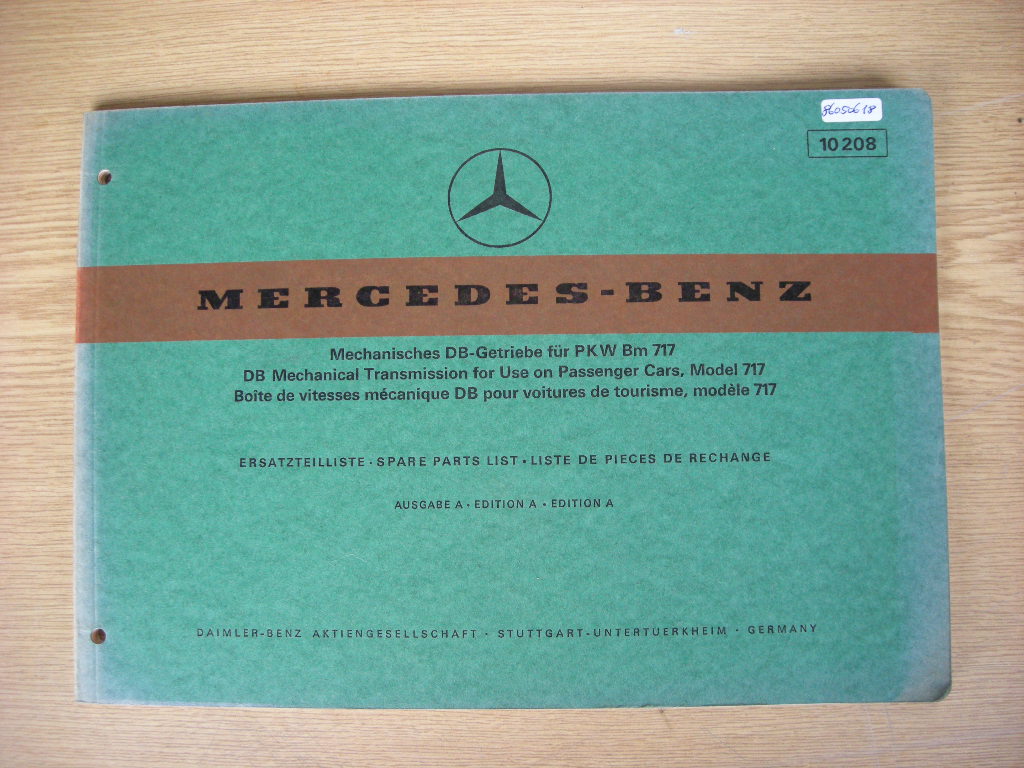 86050618
10 208
MERCEDES-BENZ
Mechanisches DB-Getriebe für PKW Bm 717
DB Mechanical Transmission for Use on Passenger Cars, Model 717
Boîte de vitesses mécanique DB pour voitures de tourisme, modèle 717
ERSATZTEILLISTE · SPARE PARTS LIST · LISTE DE PIECES DE RECHANGE
AUSGABE A · EDITION A · EDITION A
DAIMLER-BENZ AKTIENGESELLSCHAFT · STUTTGART-UNTERTUERKHEIM · GERMANY